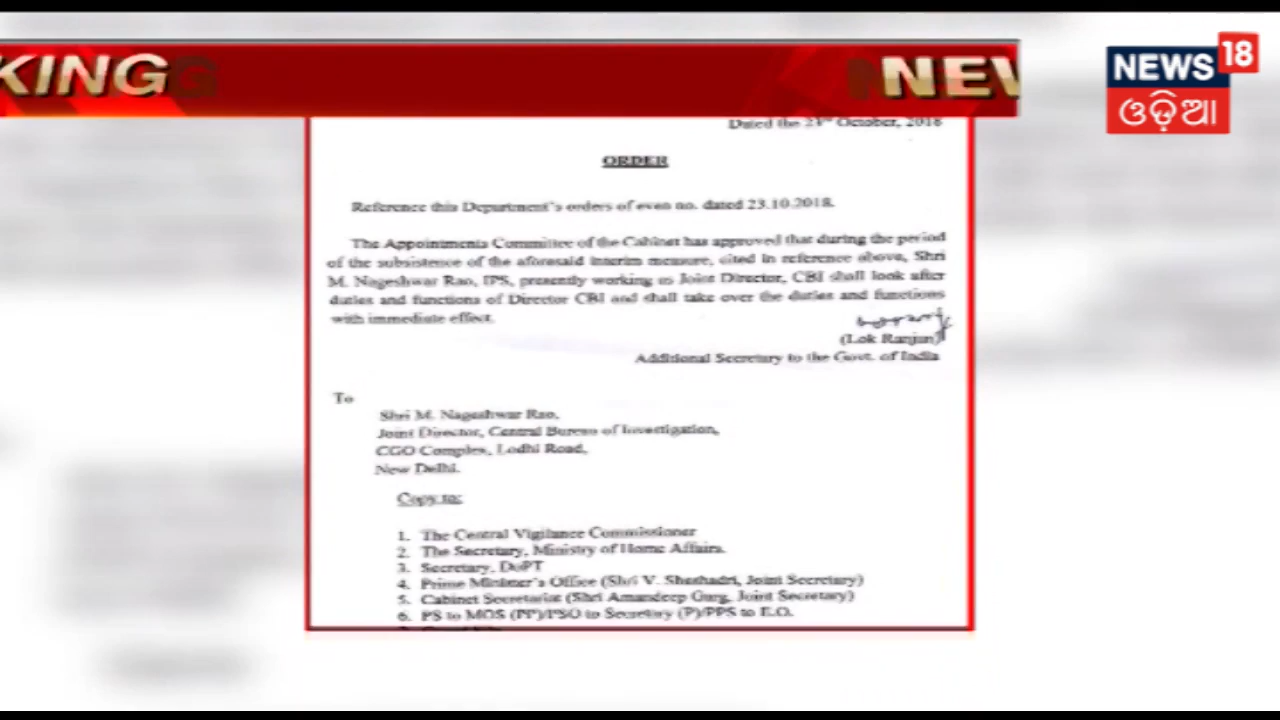 KING
NEW
NEWS 18
ଓଡ଼ିଆ
Dated the 23rd October, 2018
ORDER
Reference this Department's orders of even no. dated 23.10.2018.
The Appointments Committee of the Cabinet has approved that during the period
of the subsistence of the aforesaid interim measure, cited in reference above, Shri
M. Nageshwar Rao, IPS, presently working as Joint Director, CBI shall look after
duties and functions of Director CBI and shall take over the duties and functions
with immediate effect.
(Lok Ranjan)
Additional Secretary to the Govt. of India
To
Shri M. Nageshwar Rao,
Joint Director, Central Bureau of Investigation,
CGO Complex, Lodhi Road,
New Delhi.
Copy to:
1. The Central Vigilance Commissioner
2. The Secretary, Ministry of Home Affairs.
3. Secretary, DoPT
4. Prime Minister's Office (Shri V. Sheshadri, Joint Secretary)
5. Cabinet Secretariat (Shri Amandeep Garg, Joint Secretary)
6. PS to MOS (PP)/PSO to Secretary (P)/PPS to E.O.